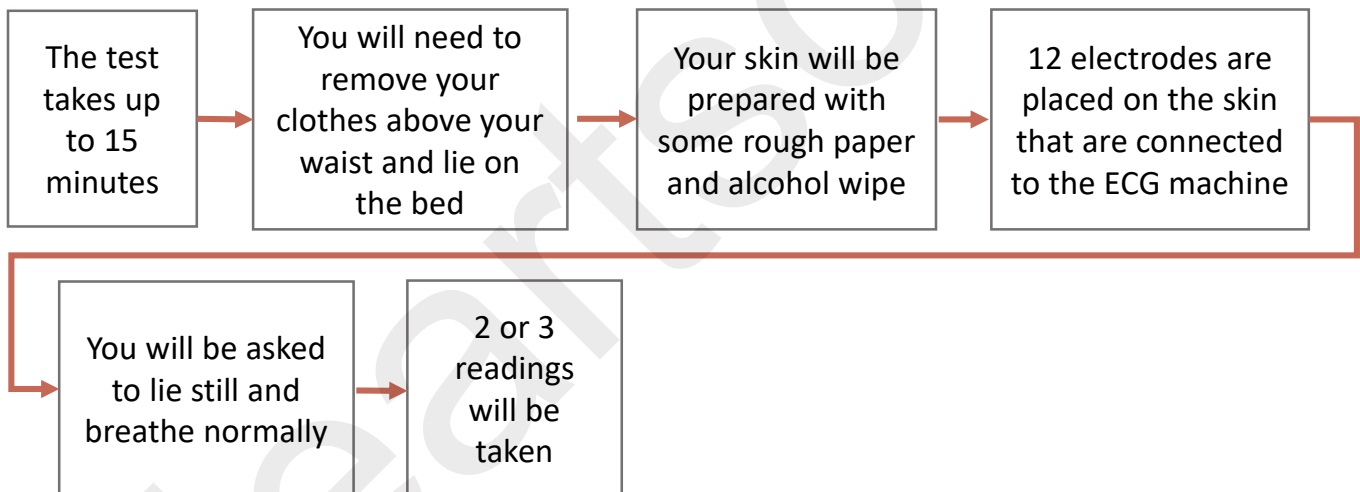 The test
takes up
to 15
minutes
You will need to
remove your
clothes above your
waist and lie on
the bed
Your skin will be
prepared with
some rough paper
and alcohol wipe
12 electrodes are
placed on the skin
that are connected
to the ECG machine
You will be asked
to lie still and
breathe normally
2 or 3
readings
will be
taken